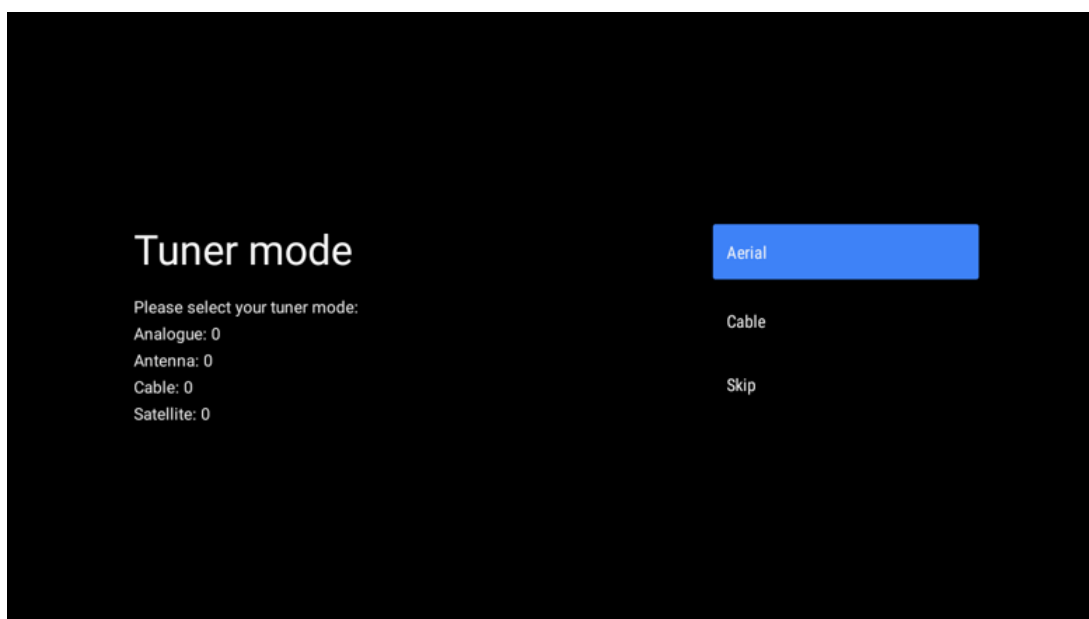 Tuner mode
Please select your tuner mode:
Analogue: 0
Antenna: 0
Cable: 0
Satellite: 0
Aerial
Cable
Skip